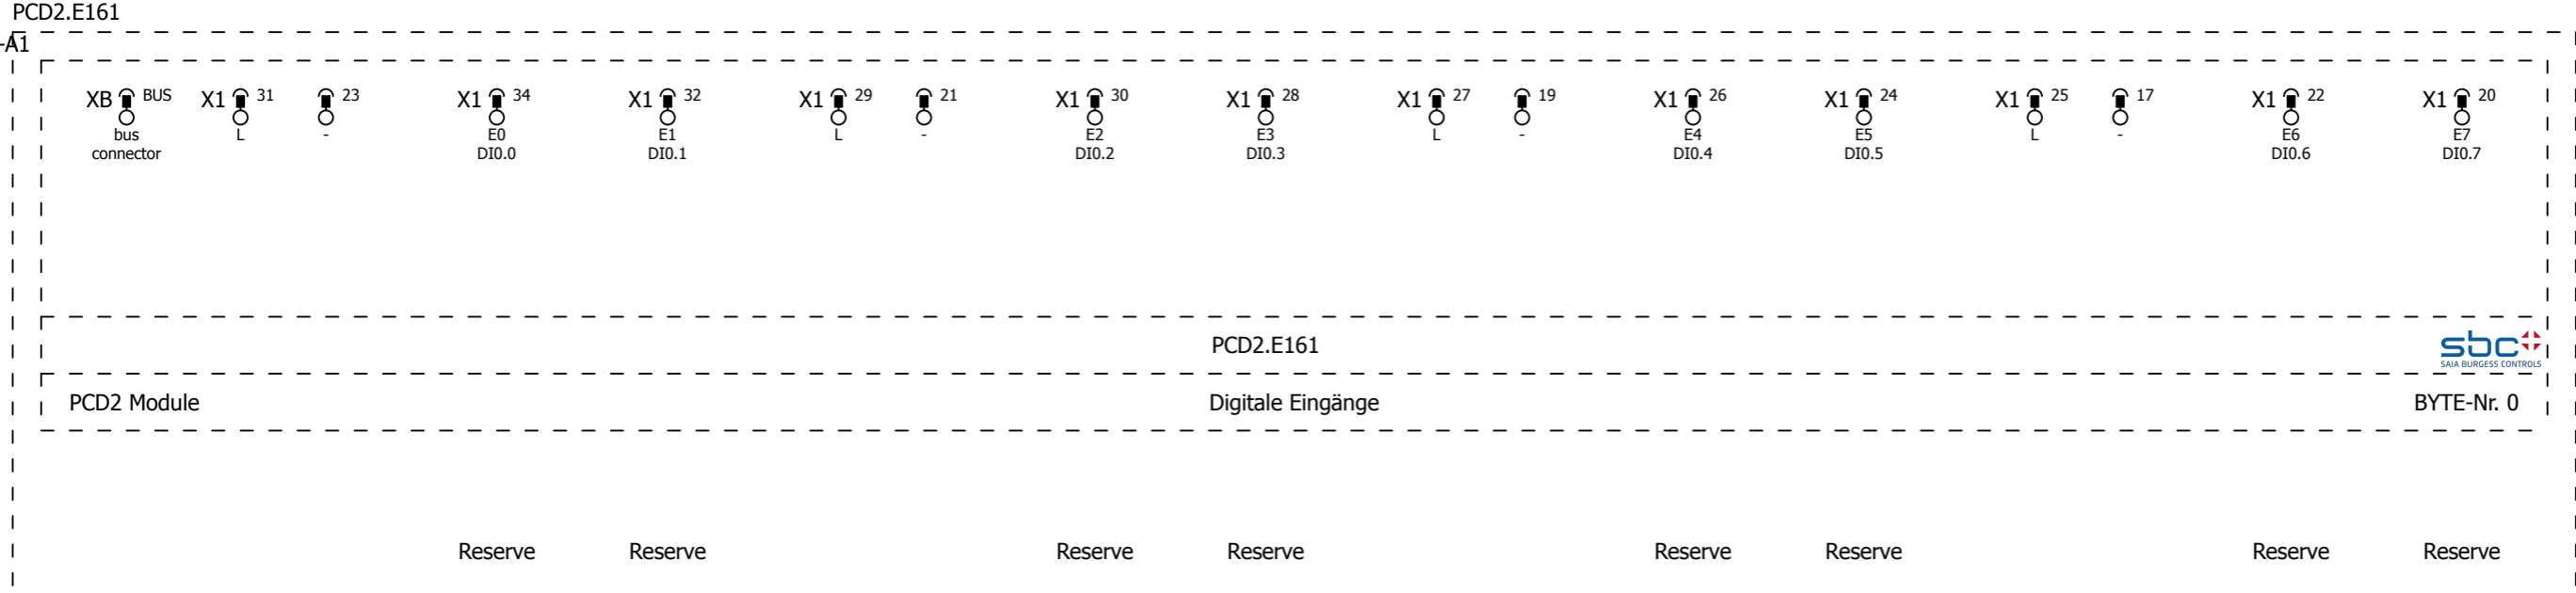 PCD2.E161
-A1
XB BUS X1 31 23 X1 34 X1 32 X1 29 21 X1 30 X1 28 X1 27 19 X1 26 X1 24 X1 25 17 X1 22 X1 20
bus L - E0 E1 L - E2 E3 L - E4 E5 L - E6 E7
connector DI0.0 DI0.1 DI0.2 DI0.3 DI0.4 DI0.5 DI0.6 DI0.7
PCD2.E161
sbc
SAIA BURGESS CONTROLS
PCD2 Module Digitale Eingänge BYTE-Nr. 0
Reserve Reserve Reserve Reserve Reserve Reserve Reserve Reserve